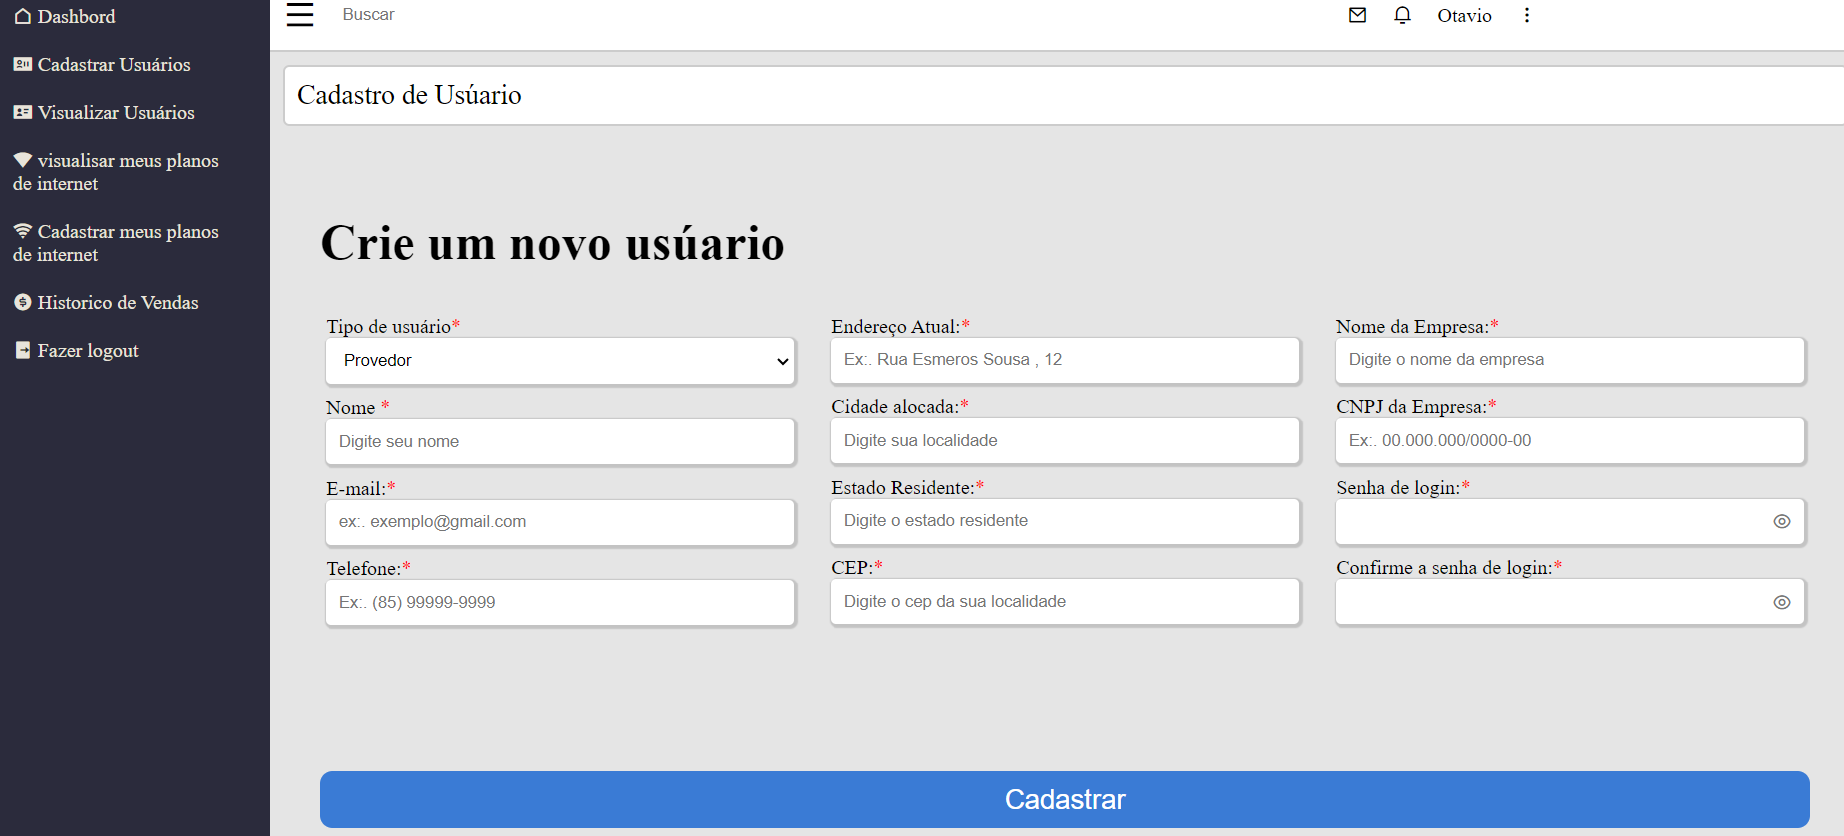 Dashbord
Cadastrar Usuários
Visualizar Usuários
visualisar meus planos
de internet
Cadastrar meus planos
de internet
Historico de Vendas
Fazer logout
Buscar
Otavio
Cadastro de Usúario
Crie um novo usúario
Tipo de usuário*
Provedor
Nome *
Digite seu nome
E-mail:*
ex:. exemplo@gmail.com
Telefone:*
Ex:. (85) 99999-9999
Endereço Atual:*
Ex:. Rua Esmeros Sousa , 12
Cidade alocada:*
Digite sua localidade
Estado Residente:*
Digite o estado residente
CEP:*
Digite o cep da sua localidade
Nome da Empresa:*
Digite o nome da empresa
CNPJ da Empresa:*
Ex:. 00.000.000/0000-00
Senha de login:*
Confirme a senha de login:*
Cadastrar